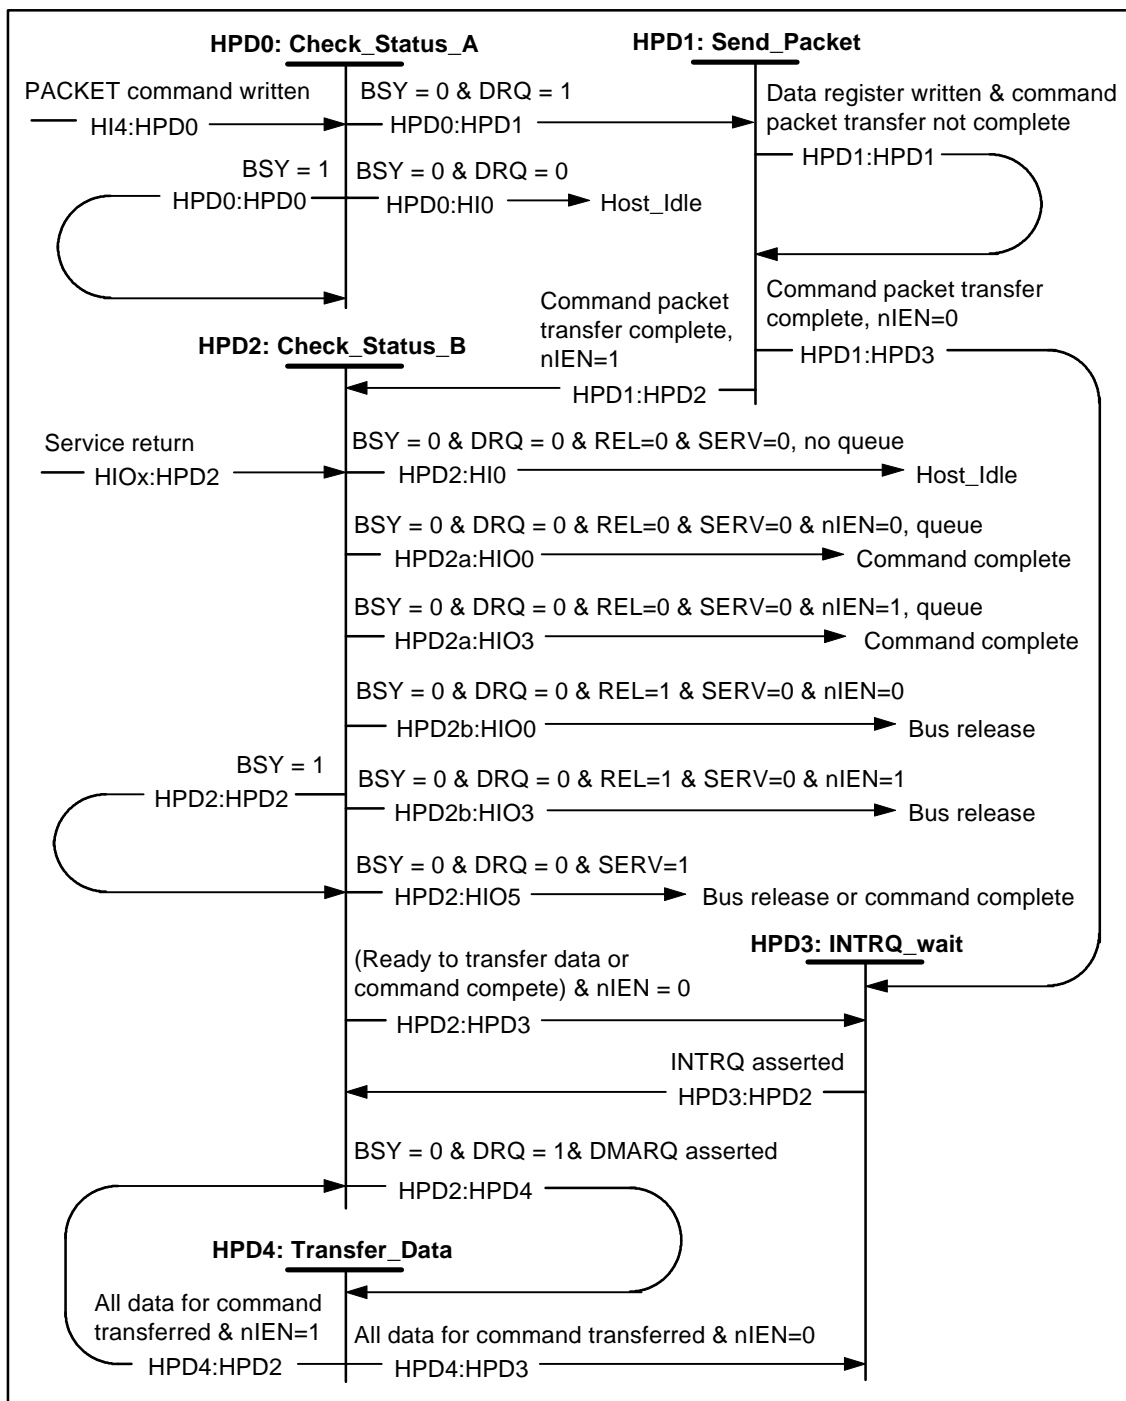 HPD0: Check_Status_A
HPD1: Send_Packet
PACKET command written
HI4:HPD0
BSY = 0 & DRQ = 1
HPD0:HPD1
Data register written & command
packet transfer not complete
HPD1:HPD1
BSY = 1
HPD0:HPD0
BSY = 0 & DRQ = 0
HPD0:HI0
Host_Idle
Command packet
transfer complete,
nIEN=1
HPD1:HPD2
Command packet transfer
complete, nIEN=0
HPD1:HPD3
HPD2: Check_Status_B
Service return
HIOx:HPD2
BSY = 0 & DRQ = 0 & REL=0 & SERV=0, no queue
HPD2:HI0
Host_Idle
BSY = 0 & DRQ = 0 & REL=0 & SERV=0 & nIEN=0, queue
HPD2a:HIO0
Command complete
BSY = 0 & DRQ = 0 & REL=0 & SERV=0 & nIEN=1, queue
HPD2a:HIO3
Command complete
BSY = 0 & DRQ = 0 & REL=1 & SERV=0 & nIEN=0
HPD2b:HIO0
Bus release
BSY = 1
HPD2:HPD2
BSY = 0 & DRQ = 0 & REL=1 & SERV=0 & nIEN=1
HPD2b:HIO3
Bus release
BSY = 0 & DRQ = 0 & SERV=1
HPD2:HIO5
Bus release or command complete
HPD3: INTRQ_wait
(Ready to transfer data or
command compete) & nIEN = 0
HPD2:HPD3
INTRQ asserted
HPD3:HPD2
BSY = 0 & DRQ = 1& DMARQ asserted
HPD2:HPD4
HPD4: Transfer_Data
All data for command
transferred & nIEN=1
HPD4:HPD2
All data for command transferred & nIEN=0
HPD4:HPD3